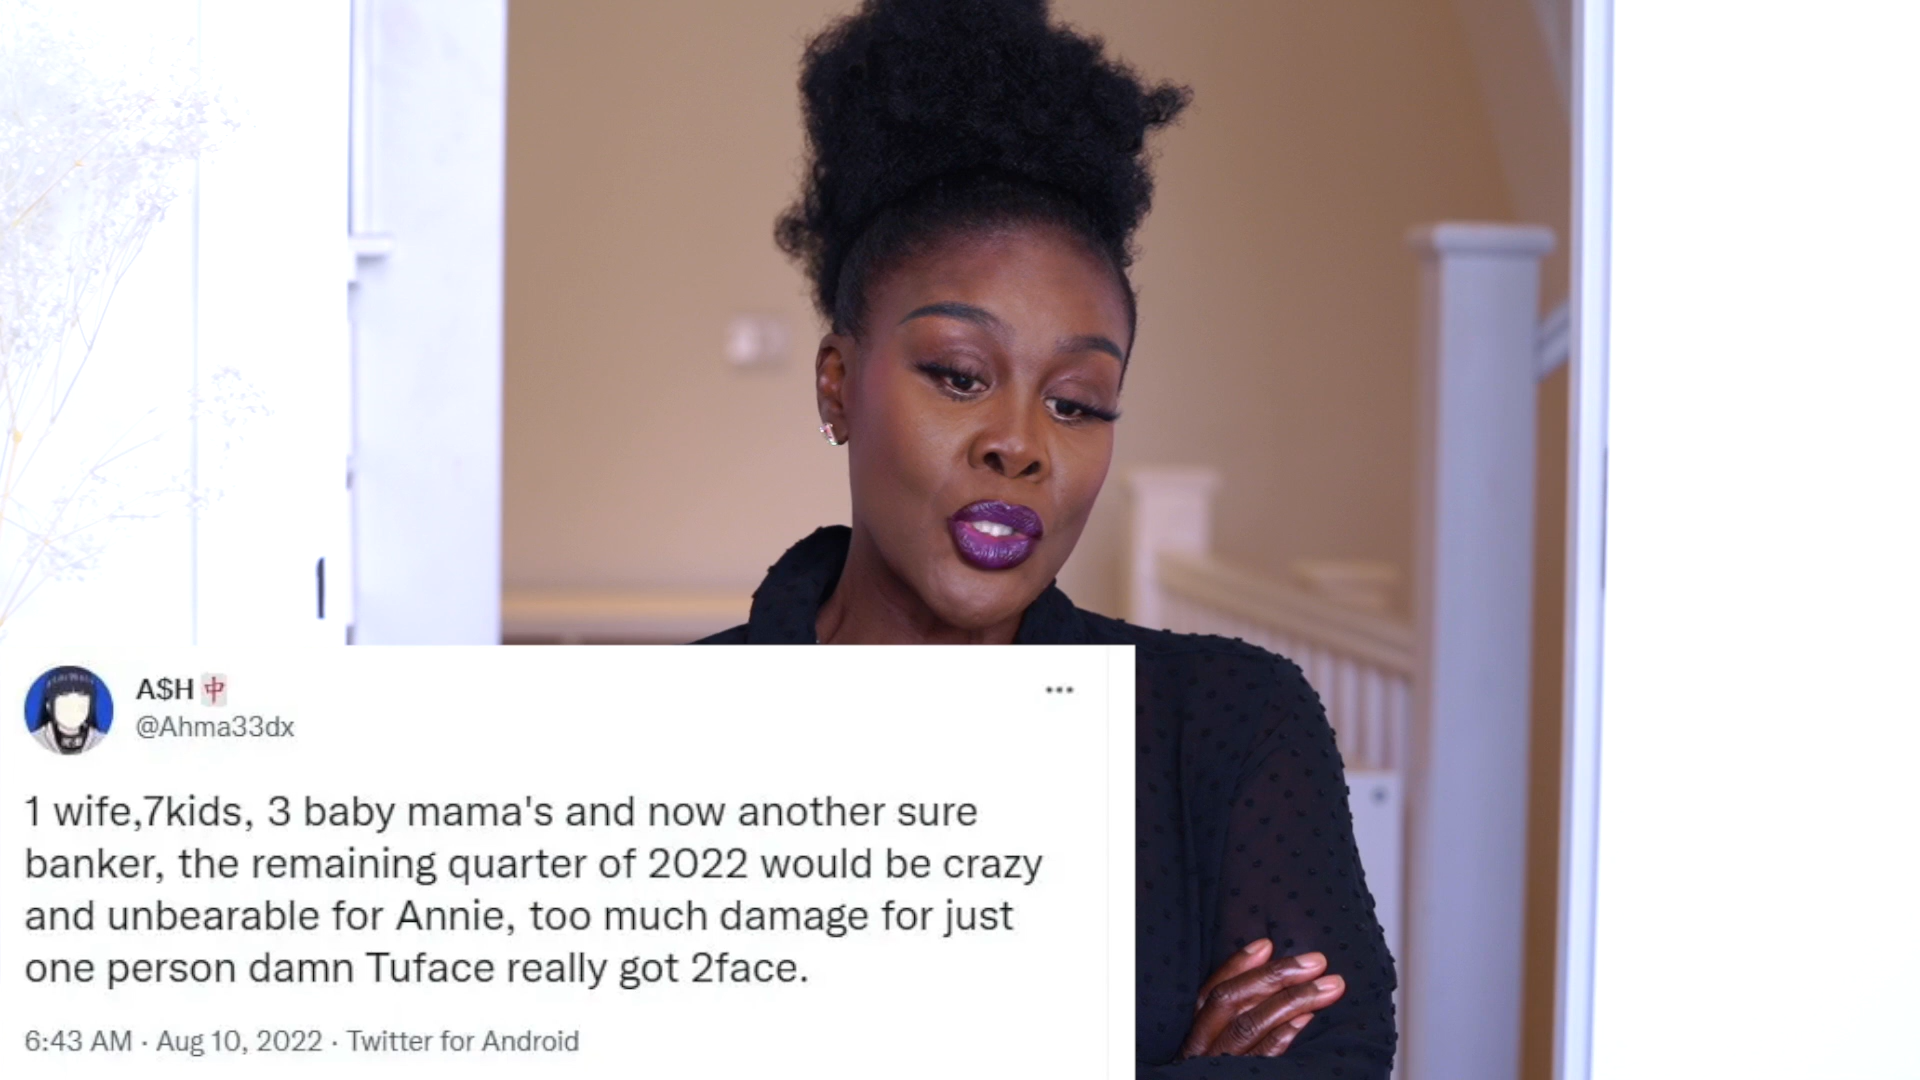 A$H 🀄
@Ahma33dx
1 wife,7kids, 3 baby mama's and now another sure
banker, the remaining quarter of 2022 would be crazy
and unbearable for Annie, too much damage for just
one person damn Tuface really got 2face.
6:43 AM · Aug 10, 2022 · Twitter for Android